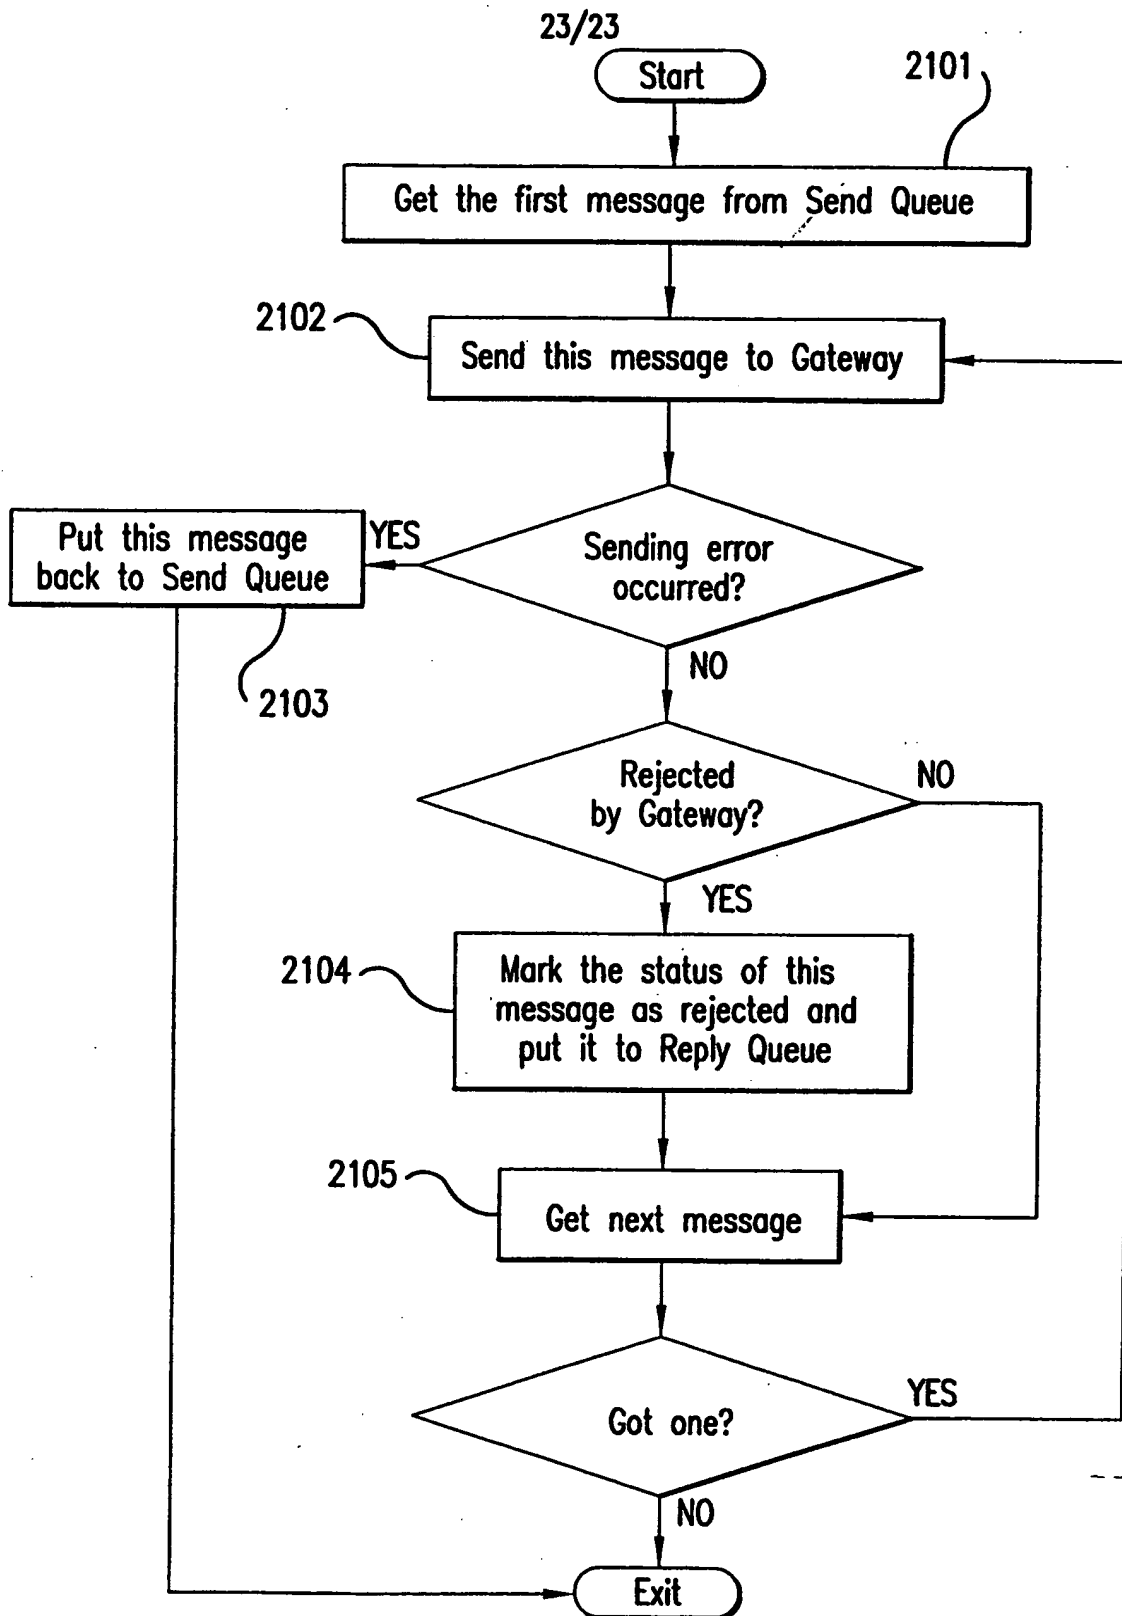 23/23
Start
2101
Get the first message from Send Queue
2102
Send this message to Gateway
Put this message
back to Send Queue
YES
Sending error
occurred?
2103
NO
Rejected
by Gateway?
NO
YES
2104
Mark the status of this
message as rejected and
put it to Reply Queue
2105
Get next message
Got one?
YES
NO
Exit